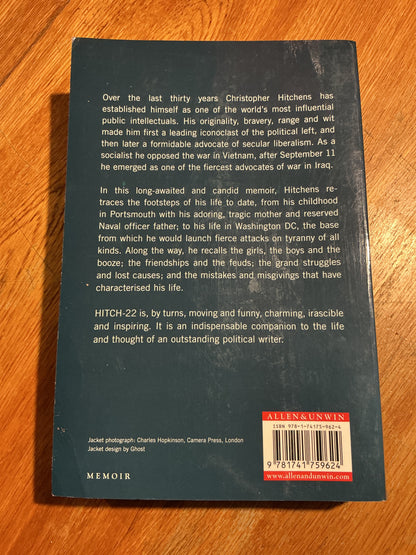 Over the last thirty years Christopher Hitchens has
established himself as one of the world's most influential
public intellectuals. His originality, bravery, range and wit
made him first a leading iconoclast of the political left, and
then later a formidable advocate of secular liberalism. As a
socialist he opposed the war in Vietnam, after September 11
he emerged as one of the fiercest advocates of war in Iraq.
In this long-awaited and candid memoir, Hitchens re-
traces the footsteps of his life to date, from his childhood
in Portsmouth with his adoring, tragic mother and reserved
Naval officer father; to his life in Washington DC, the base
from which he would launch fierce attacks on tyranny of all
kinds. Along the way, he recalls the girls, the boys and the
booze; the friendships and the feuds; the grand struggles
and lost causes; and the mistakes and misgivings that have
characterised his life.
HITCH-22 is, by turns, moving and funny, charming, irascible
and inspiring. It is an indispensable companion to the life
and thought of an outstanding political writer.
Jacket photograph: Charles Hopkinson, Camera Press, London
Jacket design by Ghost
MEMOIR
ALLEN & UNWIN
ISBN 978-1-74175-962-4
9 781741 759624
www.allenandunwin.com